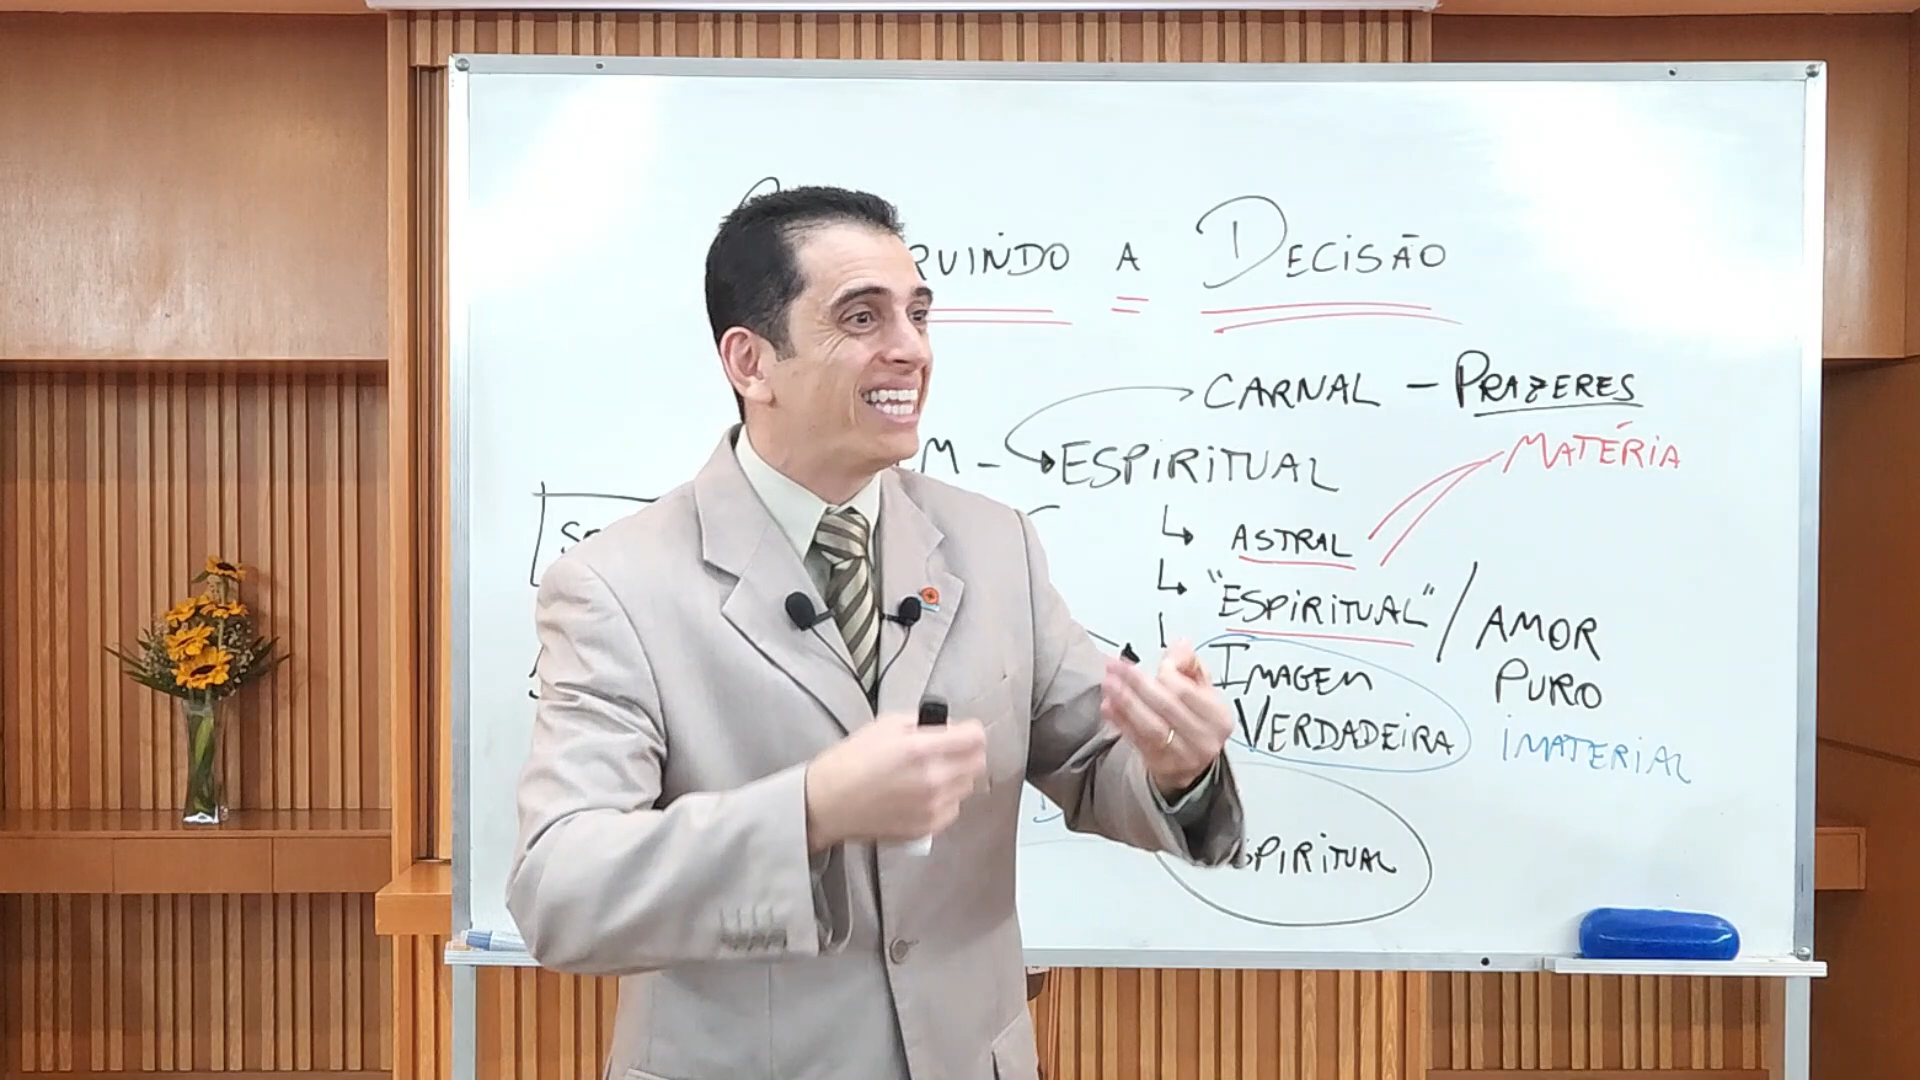 RUINDO A DECISÃO
CARNAL - PRAZERES
M - ESPIRITUAL MATÉRIA
ASTRAL
"ESPIRITUAL" / AMOR
IMAGEM PURO
VERDADEIRA IMATERIAL
SPIRITUAL